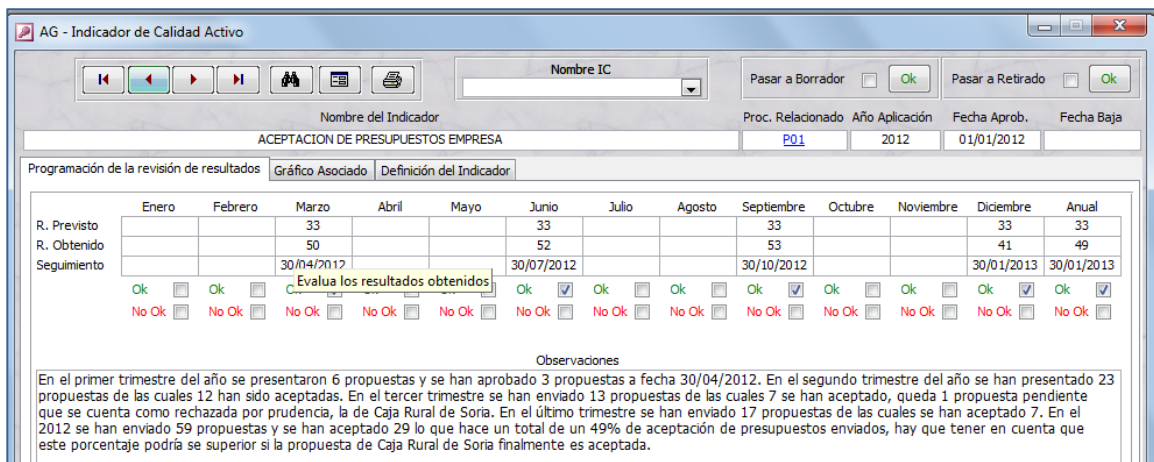 AG - Indicador de Calidad Activo
Nombre IC
Pasar a Borrador Ok
Pasar a Retirado Ok
Nombre del Indicador Proc. Relacionado Año Aplicación Fecha Aprob. Fecha Baja
ACEPTACION DE PRESUPUESTOS EMPRESA P01 2012 01/01/2012
Programación de la revisión de resultados Gráfico Asociado Definición del Indicador
Enero Febrero Marzo Abril Mayo Junio Julio Agosto Septiembre Octubre Noviembre Diciembre Anual
R. Previsto 33 33 33 33 33
R. Obtenido 50 52 53 41 49
Seguimiento 30/04/2012 30/07/2012 30/10/2012 30/01/2013 30/01/2013
Evalua los resultados obtenidos
Ok Ok Ok Ok Ok Ok Ok Ok Ok Ok
No Ok No Ok No Ok No Ok No Ok No Ok No Ok No Ok No Ok No Ok No Ok No Ok No Ok
Observaciones
En el primer trimestre del año se presentaron 6 propuestas y se han aprobado 3 propuestas a fecha 30/04/2012. En el segundo trimestre del año se han presentado 23
propuestas de las cuales 12 han sido aceptadas. En el tercer trimestre se han enviado 13 propuestas de las cuales 7 se han aceptado, queda 1 propuesta pendiente
que se cuenta como rechazada por prudencia, la de Caja Rural de Soria. En el último trimestre se han enviado 17 propuestas de las cuales se han aceptado 7. En el
2012 se han enviado 59 propuestas y se han aceptado 29 lo que hace un total de un 49% de aceptación de presupuestos enviados, hay que tener en cuenta que
este porcentaje podría se superior si la propuesta de Caja Rural de Soria finalmente es aceptada.